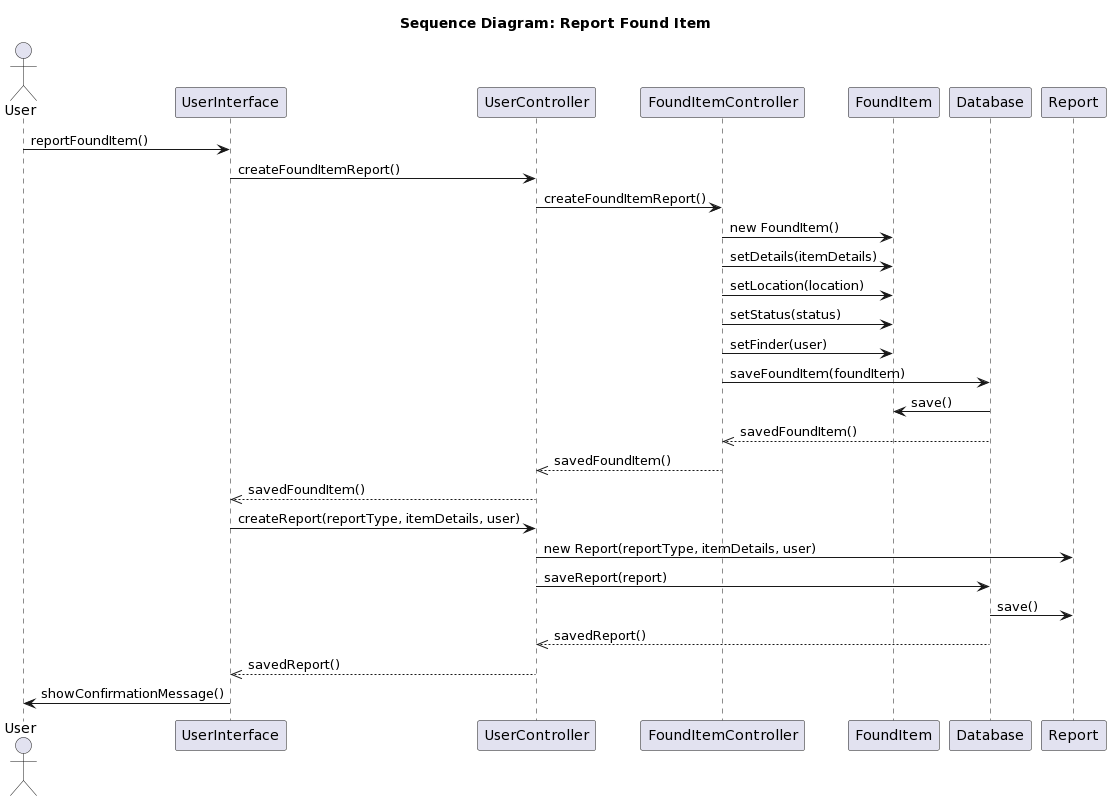 Sequence Diagram: Report Found Item
User
UserInterface
UserController
FoundItemController
FoundItem
Database
Report
reportFoundItem()
createFoundItemReport()
createFoundItemReport()
new FoundItem()
setDetails(itemDetails)
setLocation(location)
setStatus(status)
setFinder(user)
saveFoundItem(foundItem)
save()
savedFoundItem()
savedFoundItem()
savedFoundItem()
createReport(reportType, itemDetails, user)
new Report(reportType, itemDetails, user)
saveReport(report)
save()
savedReport()
savedReport()
showConfirmationMessage()
User
UserInterface
UserController
FoundItemController
FoundItem
Database
Report